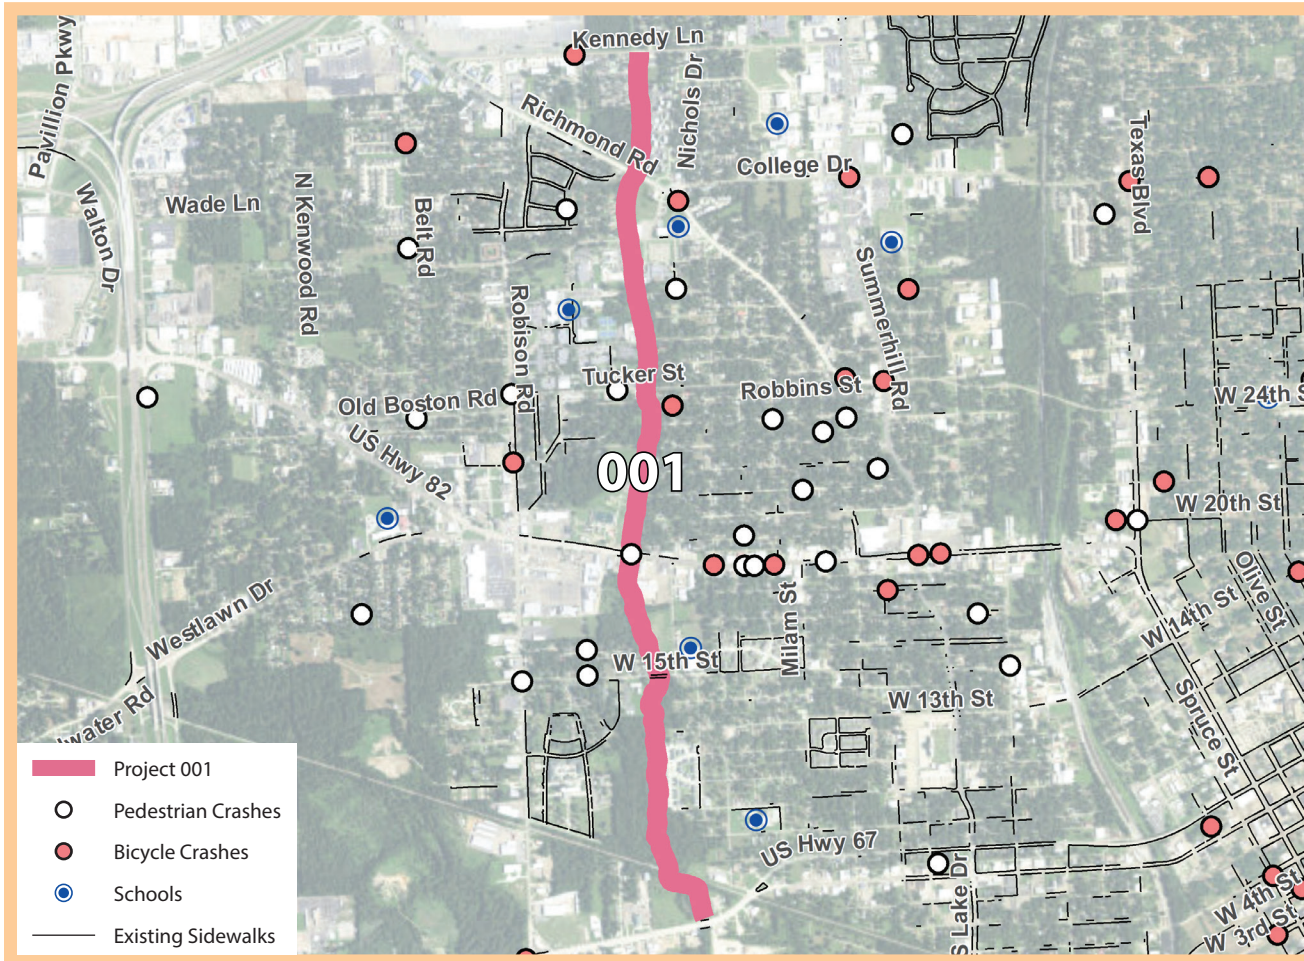 Kennedy Ln
Pavillion Pkwy
Nichols Dr
Richmond Rd
College Dr
Texas Blvd
Walton Dr
Wade Ln
N Kenwood Rd
Belt Rd
Summerhill Rd
Robison Rd
Tucker St
Robbins St
Old Boston Rd
W 24th S
US Hwy 82
001
W 20th St
Olive St
Westlawn Dr
Milam St
W 14th St
W 15th St
W 13th St
Spruce St
lwater Rd
US Hwy 67
S Lake Dr
W 4th St
W 3rd St
Project 001
Pedestrian Crashes
Bicycle Crashes
Schools
Existing Sidewalks